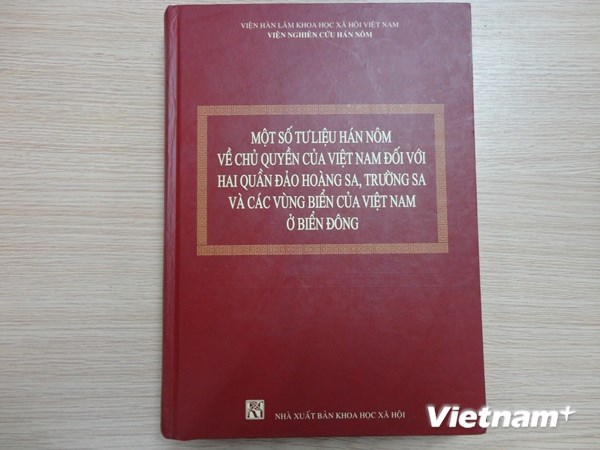 VIỆN HÀN LÂM KHOA HỌC XÃ HỘI VIỆT NAM
VIỆN NGHIÊN CỨU HÁN NÔM
MỘT SỐ TƯ LIỆU HÁN NÔM
VỀ CHỦ QUYỀN CỦA VIỆT NAM ĐỐI VỚI
HAI QUẦN ĐẢO HOÀNG SA, TRƯỜNG SA
VÀ CÁC VÙNG BIỂN CỦA VIỆT NAM
Ở BIỂN ĐÔNG
NHÀ XUẤT BẢN KHOA HỌC XÃ HỘI
Vietnam+